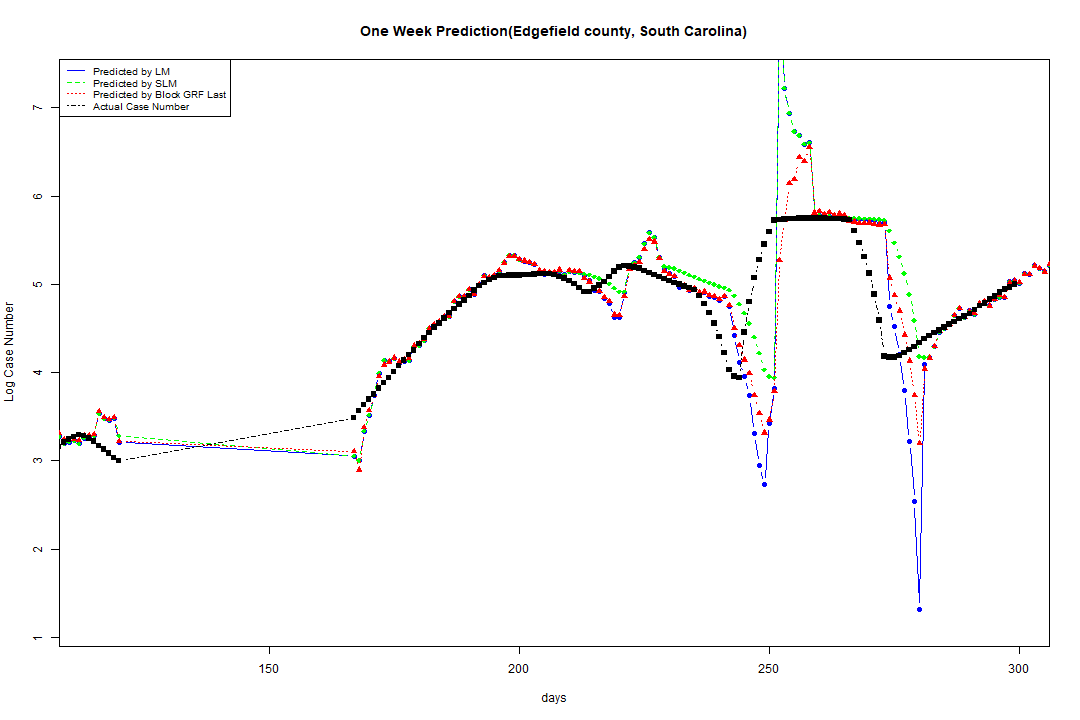 One Week Prediction(Edgefield county, South Carolina)
Predicted by LM
Predicted by SLM
Predicted by Block GRF Last
Actual Case Number
7
6
5
4
3
2
1
Log Case Number
150
200
250
300
days